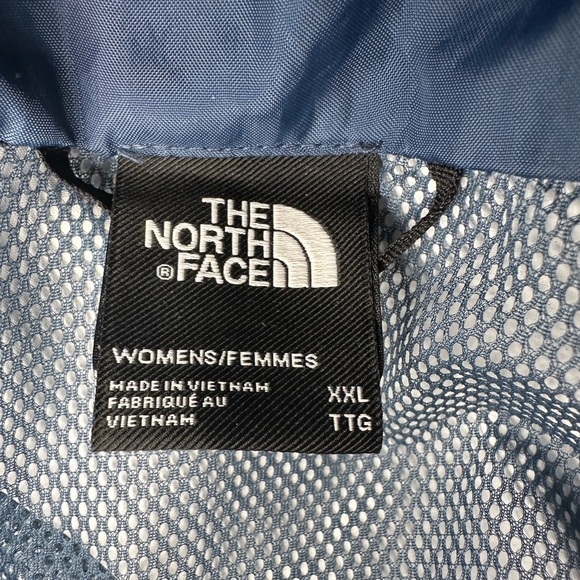 THE
NORTH
® FACE
WOMENS/FEMMES
MADE IN VIETNAM XXL
FABRIQUÉ AU
VIETNAM TTG